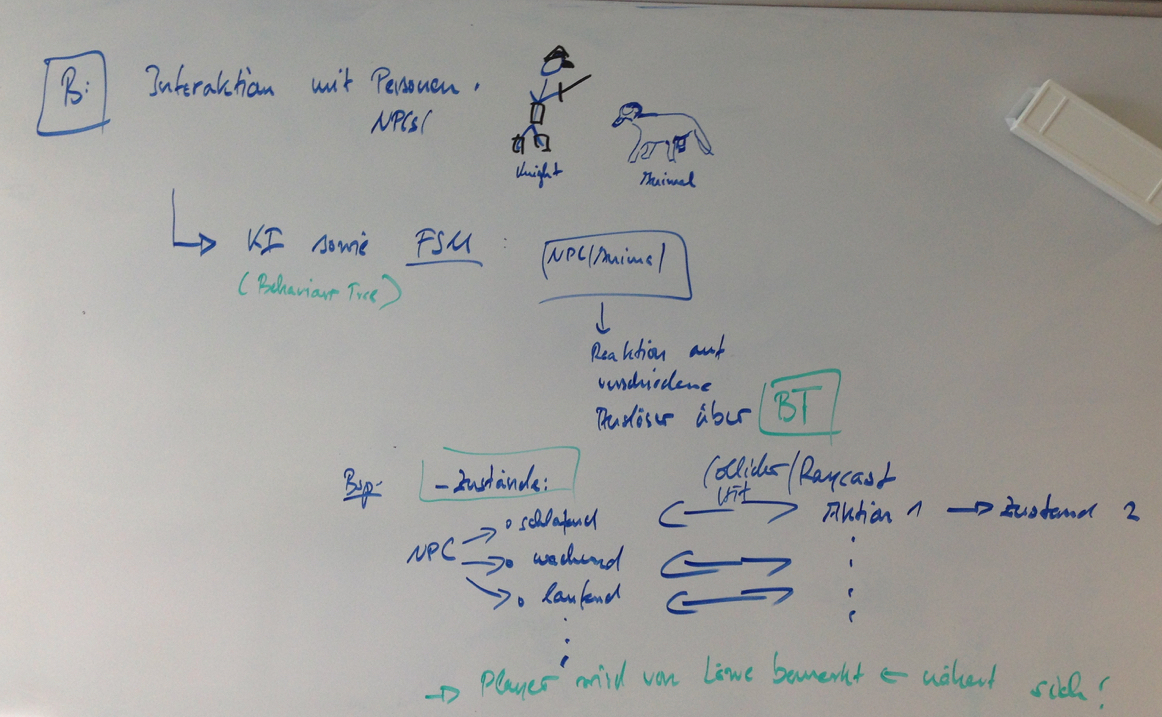 B: Interaktion mit Personen.
NPCs(
Knight
Animal
KI sowie FSM : (NPC/Animal)
(Behaviour Tree)
Reaktion auf
verschiedene
Auslöser über BT
Bsp: - Zustände: Collider/Raycast
Hit
schlafend Aktion 1 → Zustand 2
NPC
wachend
laufend
→ Player wird von Löwe bemerkt ← nähert sich!